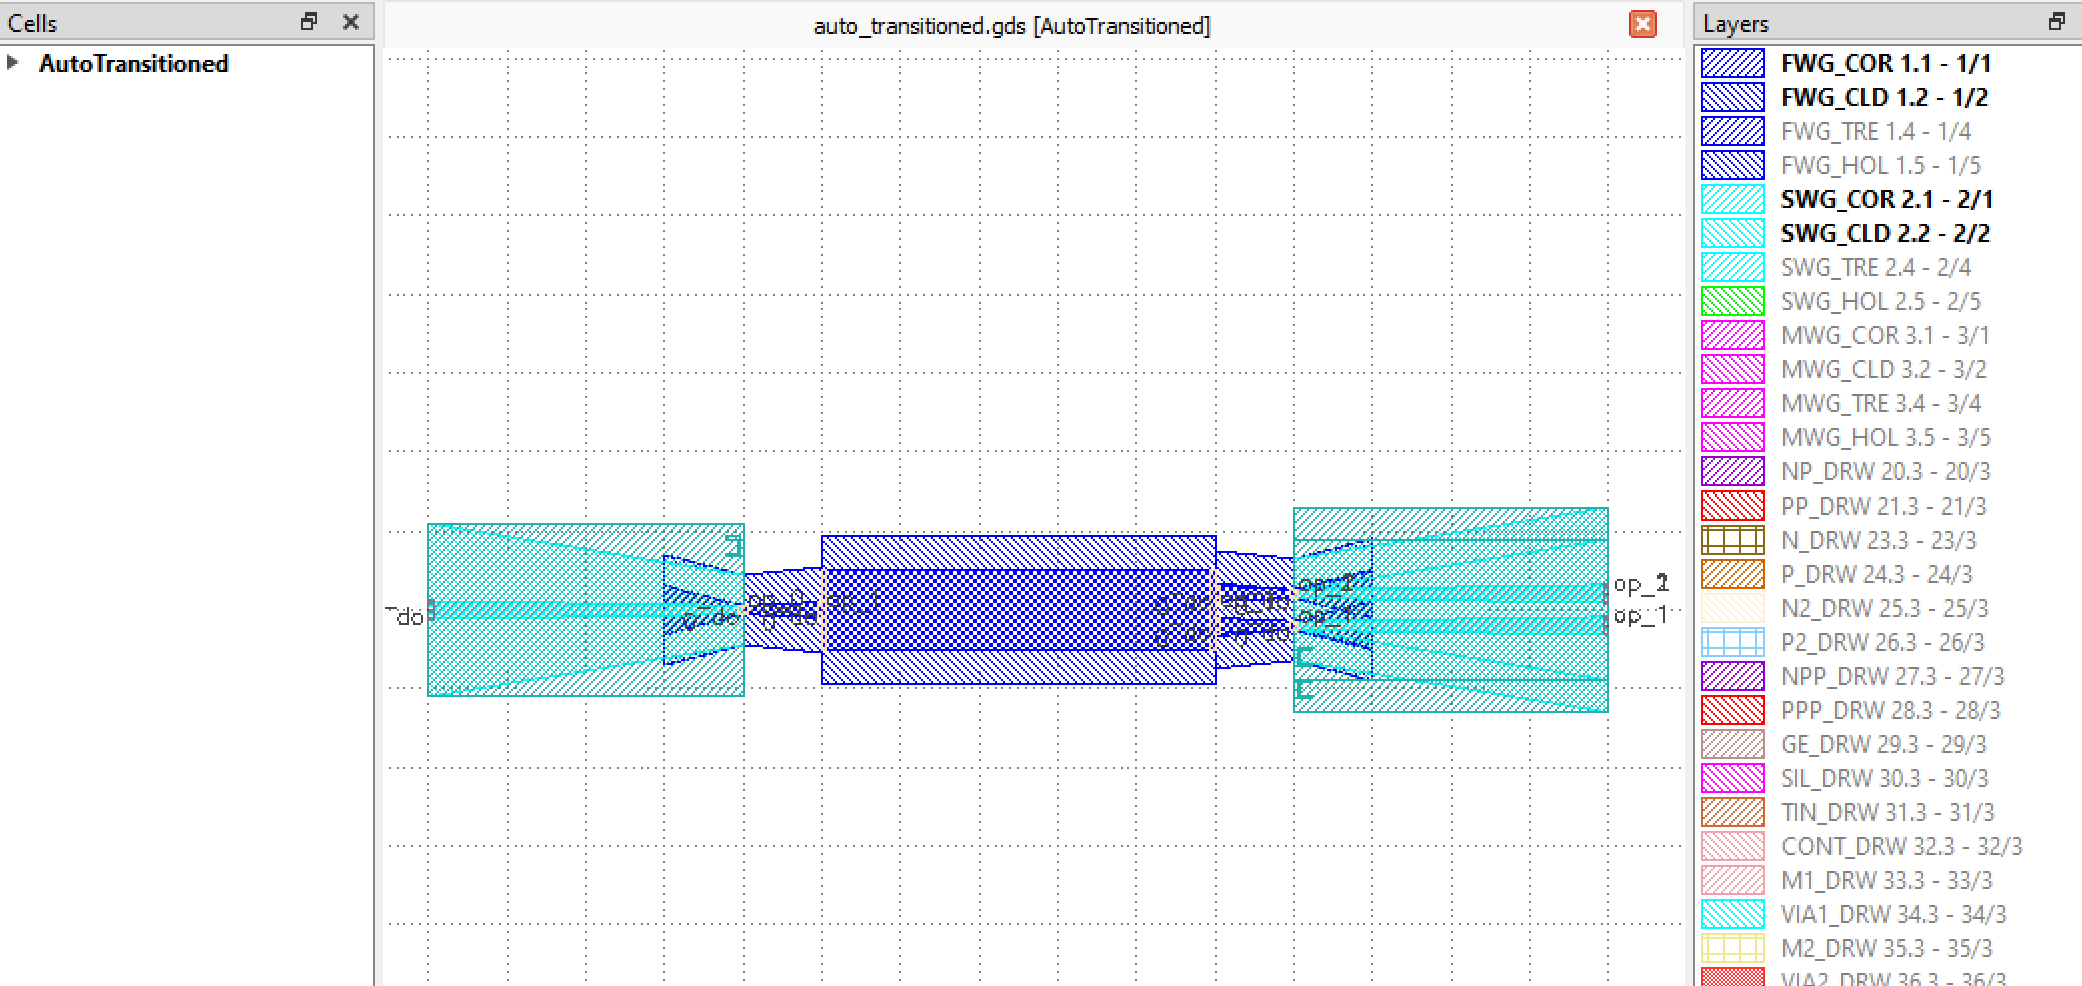 Cells
AutoTransitioned
auto_transitioned.gds [AutoTransitioned]
do
op_1
op_1
op_1
Layers
FWG_COR 1.1 - 1/1
FWG_CLD 1.2 - 1/2
FWG_TRE 1.4 - 1/4
FWG_HOL 1.5 - 1/5
SWG_COR 2.1 - 2/1
SWG_CLD 2.2 - 2/2
SWG_TRE 2.4 - 2/4
SWG_HOL 2.5 - 2/5
MWG_COR 3.1 - 3/1
MWG_CLD 3.2 - 3/2
MWG_TRE 3.4 - 3/4
MWG_HOL 3.5 - 3/5
NP_DRW 20.3 - 20/3
PP_DRW 21.3 - 21/3
N_DRW 23.3 - 23/3
P_DRW 24.3 - 24/3
N2_DRW 25.3 - 25/3
P2_DRW 26.3 - 26/3
NPP_DRW 27.3 - 27/3
PPP_DRW 28.3 - 28/3
GE_DRW 29.3 - 29/3
SIL_DRW 30.3 - 30/3
TIN_DRW 31.3 - 31/3
CONT_DRW 32.3 - 32/3
M1_DRW 33.3 - 33/3
VIA1_DRW 34.3 - 34/3
M2_DRW 35.3 - 35/3
VIA2_DRW 36.3 - 36/3